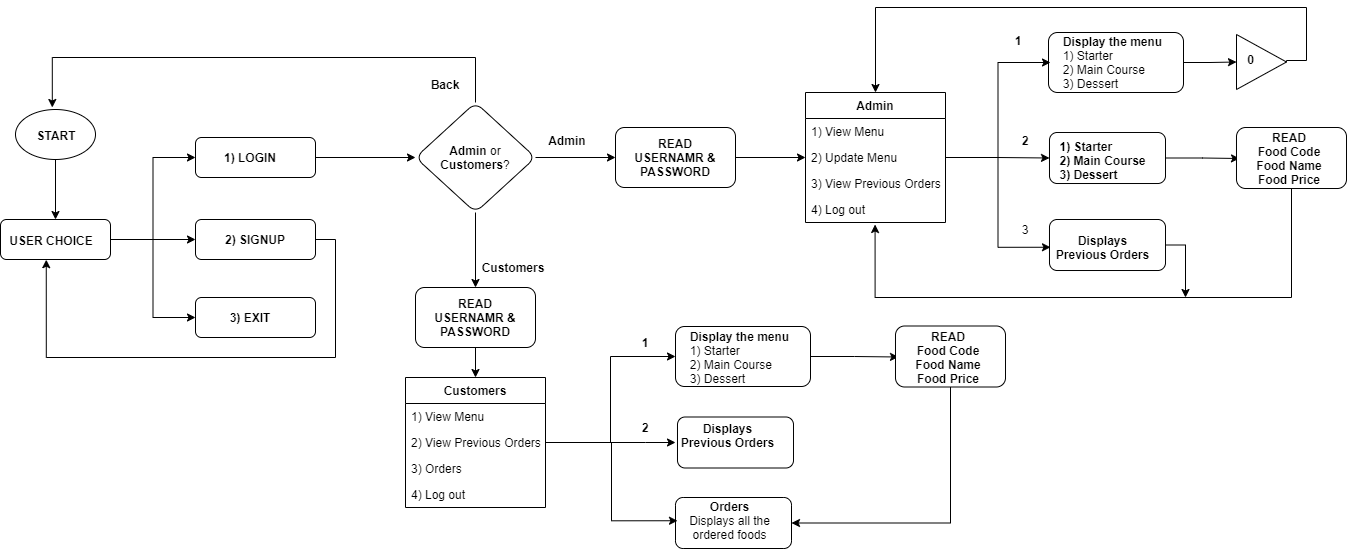 START
USER CHOICE
1) LOGIN
2) SIGNUP
3) EXIT
Back
Admin or
Customers?
Admin
READ
USERNAMR &
PASSWORD
Customers
READ
USERNAMR &
PASSWORD
Admin
1) View Menu
2) Update Menu
3) View Previous Orders
4) Log out
1
Display the menu
1) Starter
2) Main Course
3) Dessert
0
2
1) Starter
2) Main Course
3) Dessert
READ
Food Code
Food Name
Food Price
3
Displays
Previous Orders
Customers
1) View Menu
2) View Previous Orders
3) Orders
4) Log out
1
Display the menu
1) Starter
2) Main Course
3) Dessert
READ
Food Code
Food Name
Food Price
2
Displays
Previous Orders
Orders
Displays all the
ordered foods